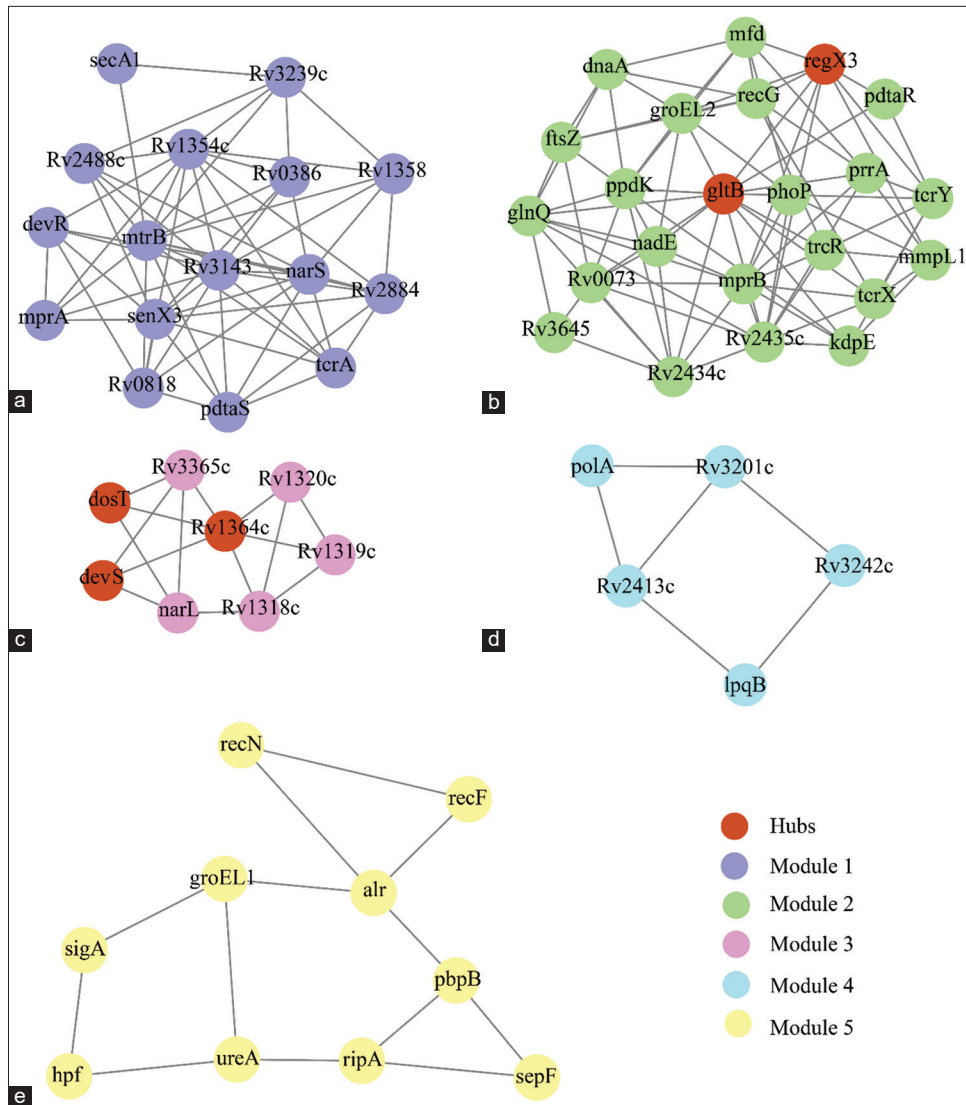 secA1
Rv3239c
Rv2488c
Rv1354c
Rv0386
Rv1358
devR
mtrB
Rv3143
narS
Rv2884
mprA
senX3
tcrA
Rv0818
pdtaS
a
mfd
regX3
dnaA
recG
pdtaR
groEL2
ftsZ
ppdK
gltB
phoP
prrA
tcrY
glnQ
nadE
trcR
mmpL1
Rv0073
mprB
tcrX
Rv3645
Rv2435c
kdpE
Rv2434c
b
Rv3365c
Rv1320c
dosT
Rv1364c
Rv1319c
devS
narL
Rv1318c
c
polA
Rv3201c
Rv2413c
Rv3242c
lpqB
d
recN
recF
groEL1
alr
sigA
pbpB
hpf
ureA
ripA
sepF
e
Hubs
Module 1
Module 2
Module 3
Module 4
Module 5